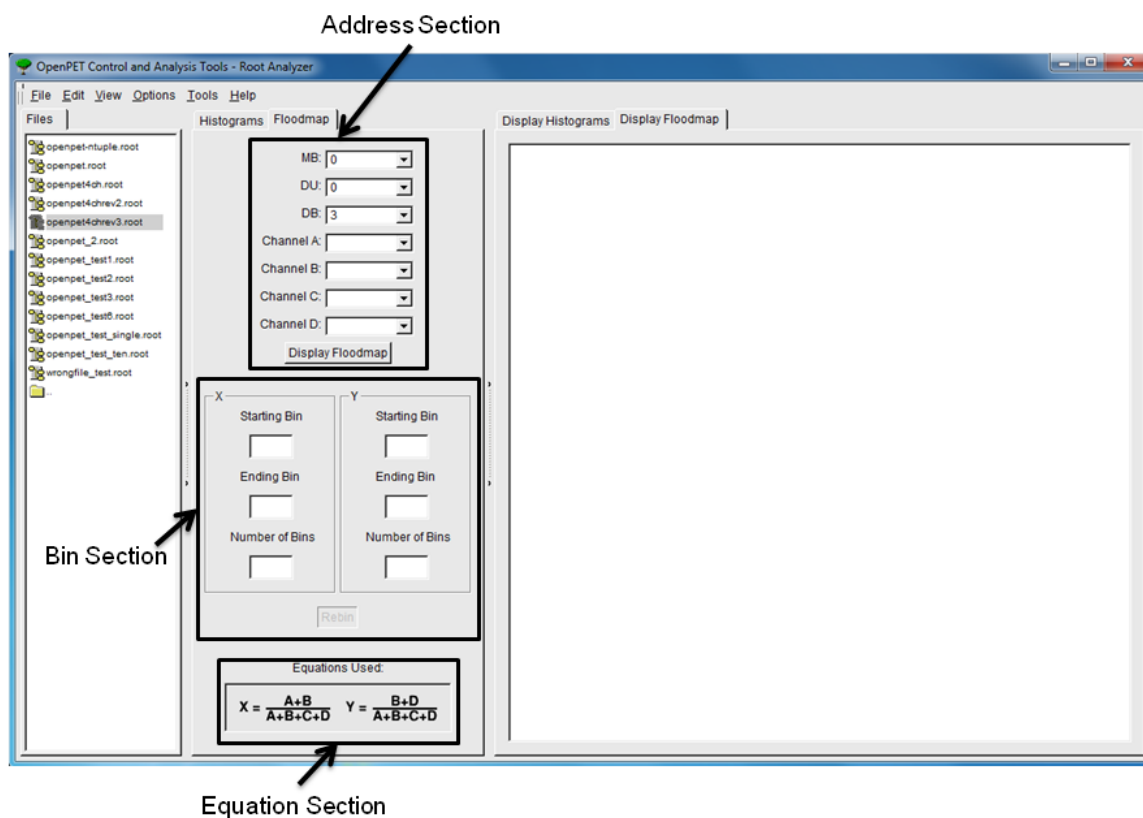 Address Section
OpenPET Control and Analysis Tools - Root Analyzer
File Edit View Options Tools Help
Files
openpet-ntuple.root
openpet.root
openpet4ch.root
openpet4chrev2.root
openpet4chrev3.root
openpet_2.root
openpet_test1.root
openpet_test2.root
openpet_test3.root
openpet_test6.root
openpet_test_single.root
openpet_test_ten.root
wrongfile_test.root
..
Histograms Floodmap
MB: 0
DU: 0
DB: 3
Channel A:
Channel B:
Channel C:
Channel D:
Display Floodmap
X
Starting Bin
Ending Bin
Number of Bins
Y
Starting Bin
Ending Bin
Number of Bins
Rebin
Bin Section
Equations Used:
X = A+B / A+B+C+D Y = B+D / A+B+C+D
Equation Section
Display Histograms Display Floodmap